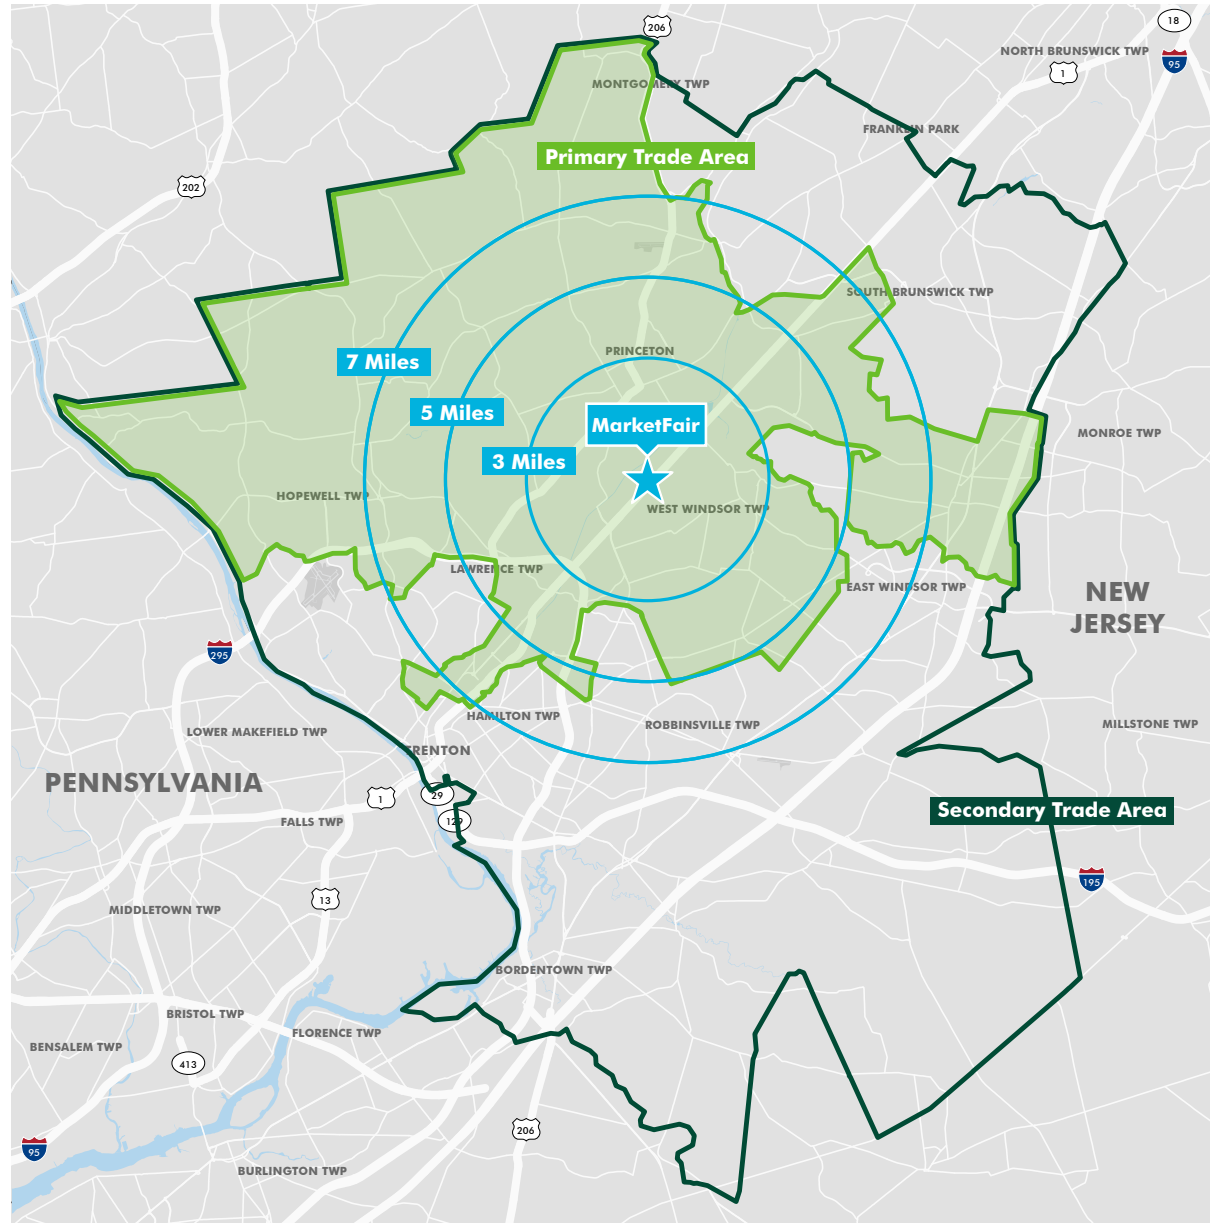 18
206
NORTH BRUNSWICK TWP
95
1
MONTGOMERY TWP
FRANKLIN PARK
Primary Trade Area
202
SOUTH BRUNSWICK TWP
PRINCETON
7 Miles
5 Miles
MarketFair
MONROE TWP
3 Miles
HOPEWELL TWP
WEST WINDSOR TWP
LAWRENCE TWP
EAST WINDSOR TWP
NEW
JERSEY
295
HAMILTON TWP
ROBBINSVILLE TWP
MILLSTONE TWP
LOWER MAKEFIELD TWP
TRENTON
PENNSYLVANIA
1
29
Secondary Trade Area
FALLS TWP
129
195
13
MIDDLETOWN TWP
BORDENTOWN TWP
BRISTOL TWP
FLORENCE TWP
BENSALEM TWP
413
206
95
BURLINGTON TWP